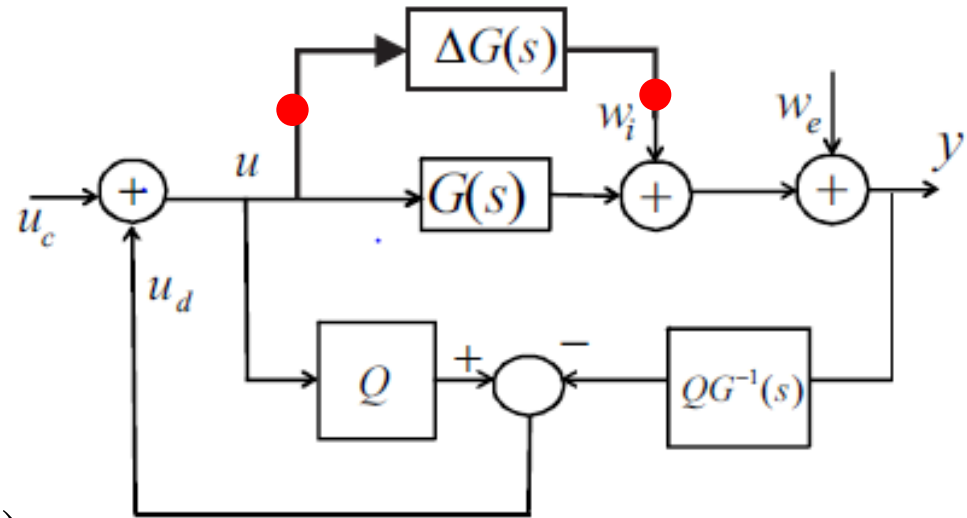 ΔG(s)
w_i
w_e
y
u
+
G(s)
+
+
u_c
u_d
Q
+
−
QG⁻¹(s)
)